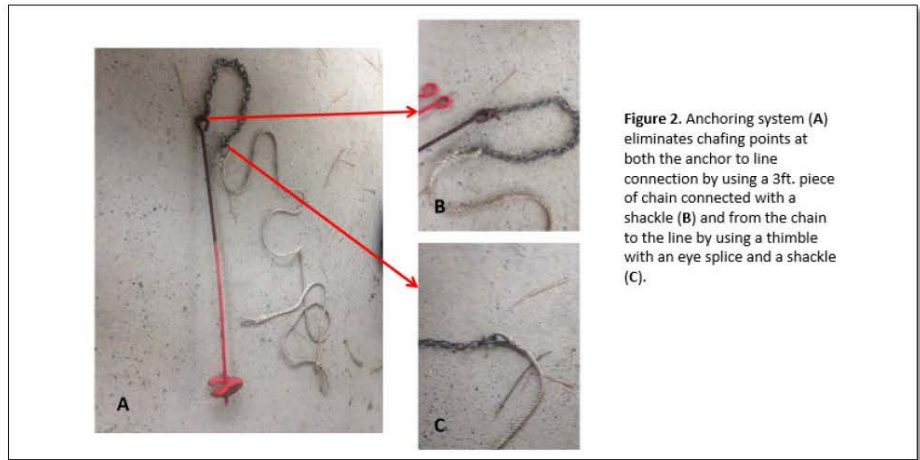 A
B
C
Figure 2. Anchoring system (A)
eliminates chafing points at
both the anchor to line
connection by using a 3ft. piece
of chain connected with a
shackle (B) and from the chain
to the line by using a thimble
with an eye splice and a shackle
(C).